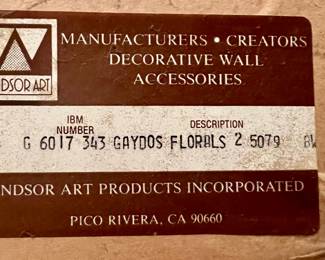 MANUFACTURERS • CREATORS
DECORATIVE WALL
ACCESSORIES
NDSOR ART
IBM
NUMBER
DESCRIPTION
G 6017 343 GAYDOS FLORALS 2 5079
NDSOR ART PRODUCTS INCORPORATED
PICO RIVERA, CA 90660